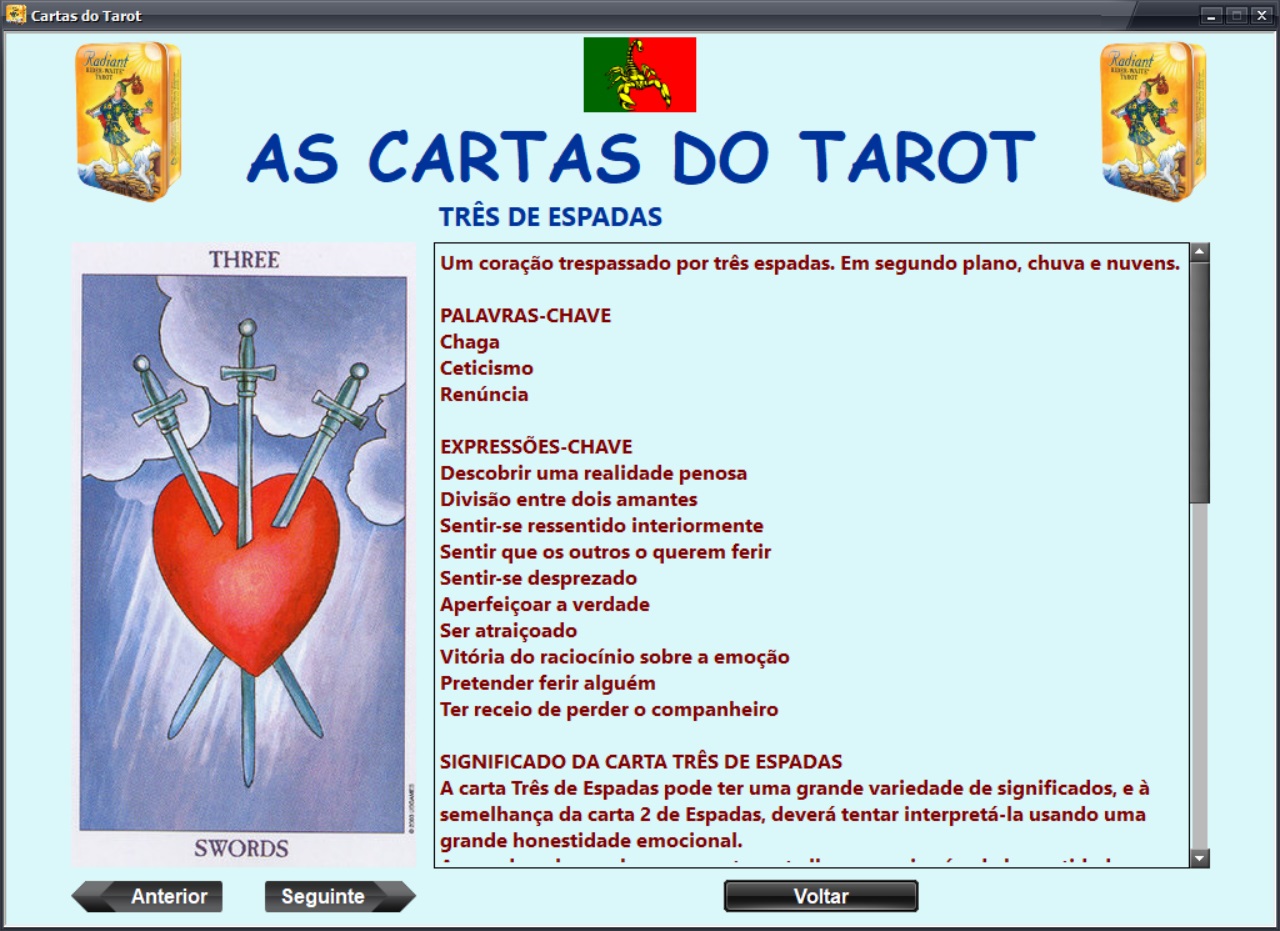 Cartas do Tarot
Radiant
RIDER-WAITE
TAROT
Radiant
RIDER-WAITE
TAROT
AS CARTAS DO TAROT
TRÊS DE ESPADAS
THREE
SWORDS
Um coração trespassado por três espadas. Em segundo plano, chuva e nuvens.
PALAVRAS-CHAVE
Chaga
Ceticismo
Renúncia
EXPRESSÕES-CHAVE
Descobrir uma realidade penosa
Divisão entre dois amantes
Sentir-se ressentido interiormente
Sentir que os outros o querem ferir
Sentir-se desprezado
Aperfeiçoar a verdade
Ser atraiçoado
Vitória do raciocínio sobre a emoção
Pretender ferir alguém
Ter receio de perder o companheiro
SIGNIFICADO DA CARTA TRÊS DE ESPADAS
A carta Três de Espadas pode ter uma grande variedade de significados, e à
semelhança da carta 2 de Espadas, deverá tentar interpretá-la usando uma
grande honestidade emocional.
Anterior
Seguinte
Voltar